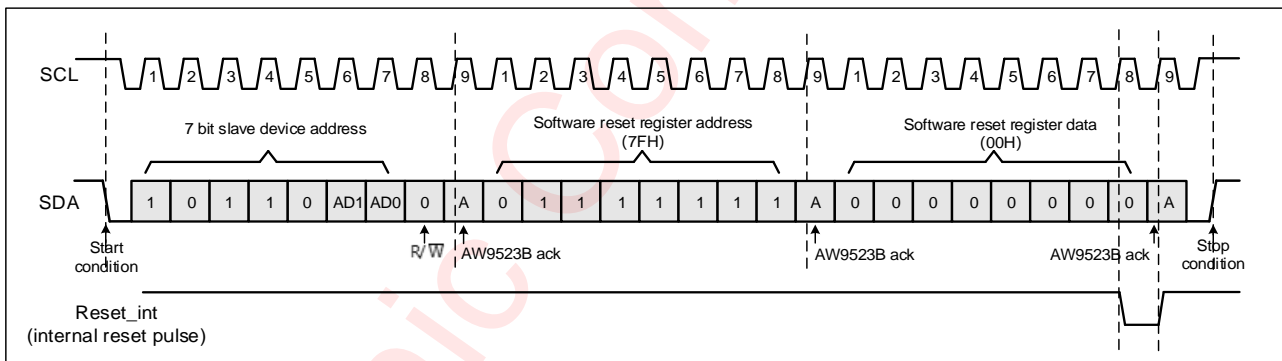 SCL
1 2 3 4 5 6 7 8 9 1 2 3 4 5 6 7 8 9 1 2 3 4 5 6 7 8 9
7 bit slave device address
Software reset register address
(7FH)
Software reset register data
(00H)
SDA
1 0 1 1 0 AD1 AD0 0 A 0 1 1 1 1 1 1 1 A 0 0 0 0 0 0 0 0 A
Start
condition
R/W̅
AW9523B ack
AW9523B ack
AW9523B ack
Stop
condition
Reset_int
(internal reset pulse)